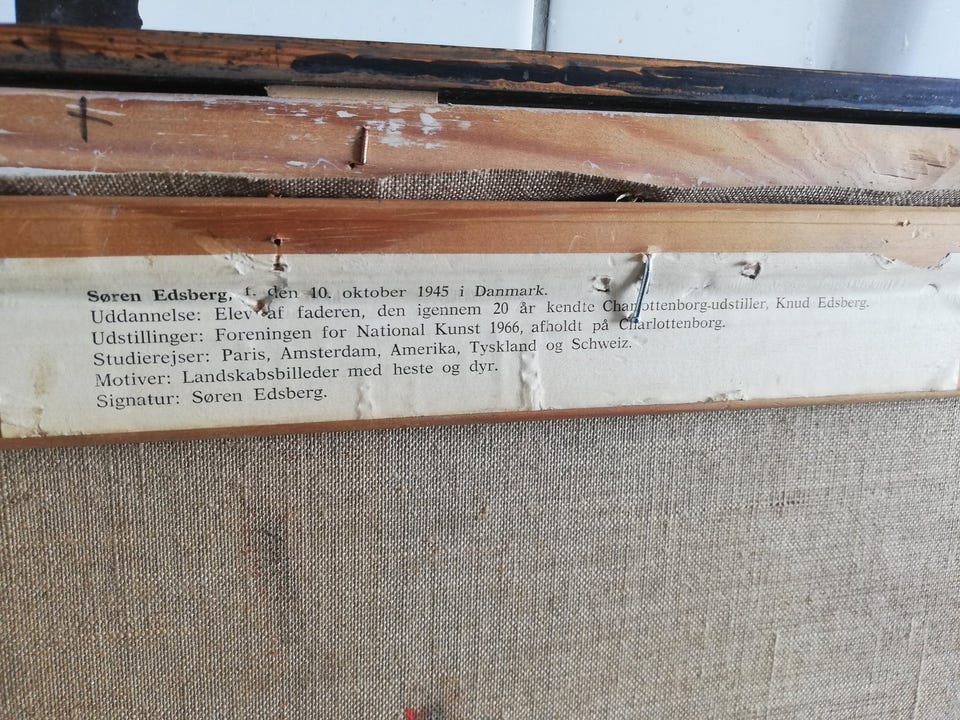 Søren Edsberg, f. den 10. oktober 1945 i Danmark.
Uddannelse: Elev af faderen, den igennem 20 år kendte Charlottenborg-udstiller, Knud Edsberg.
Udstillinger: Foreningen for National Kunst 1966, afholdt på Charlottenborg.
Studierejser: Paris, Amsterdam, Amerika, Tyskland og Schweiz.
Motiver: Landskabsbilleder med heste og dyr.
Signatur: Søren Edsberg.